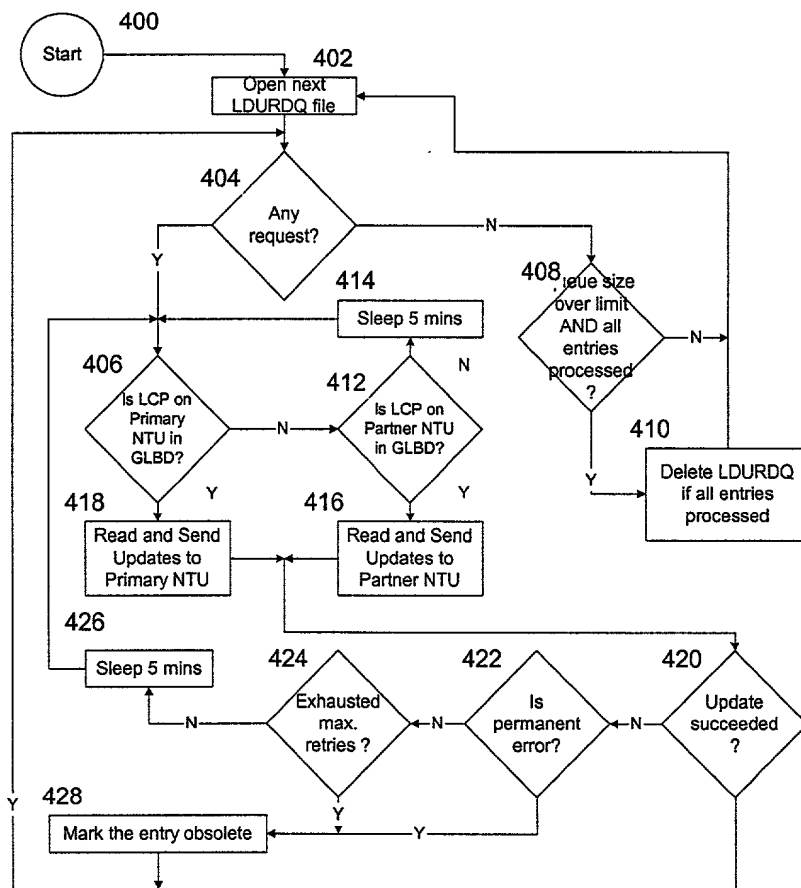 400
Start
402
Open next
LDURDQ file
404
Any
request?
N
Y
408
ieue size
over limit
AND all
entries
processed
?
N
414
Sleep 5 mins
406
Is LCP on
Primary
NTU in
GLBD?
N
412
N
Is LCP on
Partner NTU
in GLBD?
410
Y
Delete LDURDQ
if all entries
processed
Y
Y
418
Read and Send
Updates to
Primary NTU
416
Read and Send
Updates to
Partner NTU
426
Sleep 5 mins
424
Exhausted
max.
retries ?
N
422
Is
permanent
error?
N
420
Update
succeeded
?
N
Y
428
Mark the entry obsolete
Y
Y